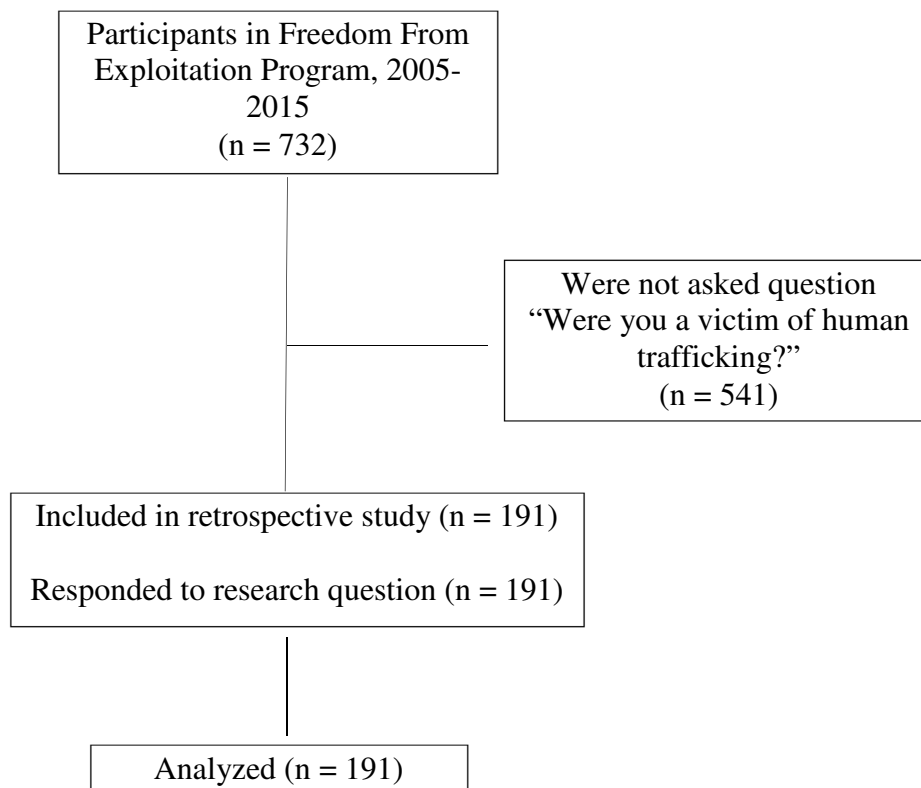 Participants in Freedom From
Exploitation Program, 2005-
2015
(n = 732)
Were not asked question
“Were you a victim of human
trafficking?”
(n = 541)
Included in retrospective study (n = 191)
Responded to research question (n = 191)
Analyzed (n = 191)